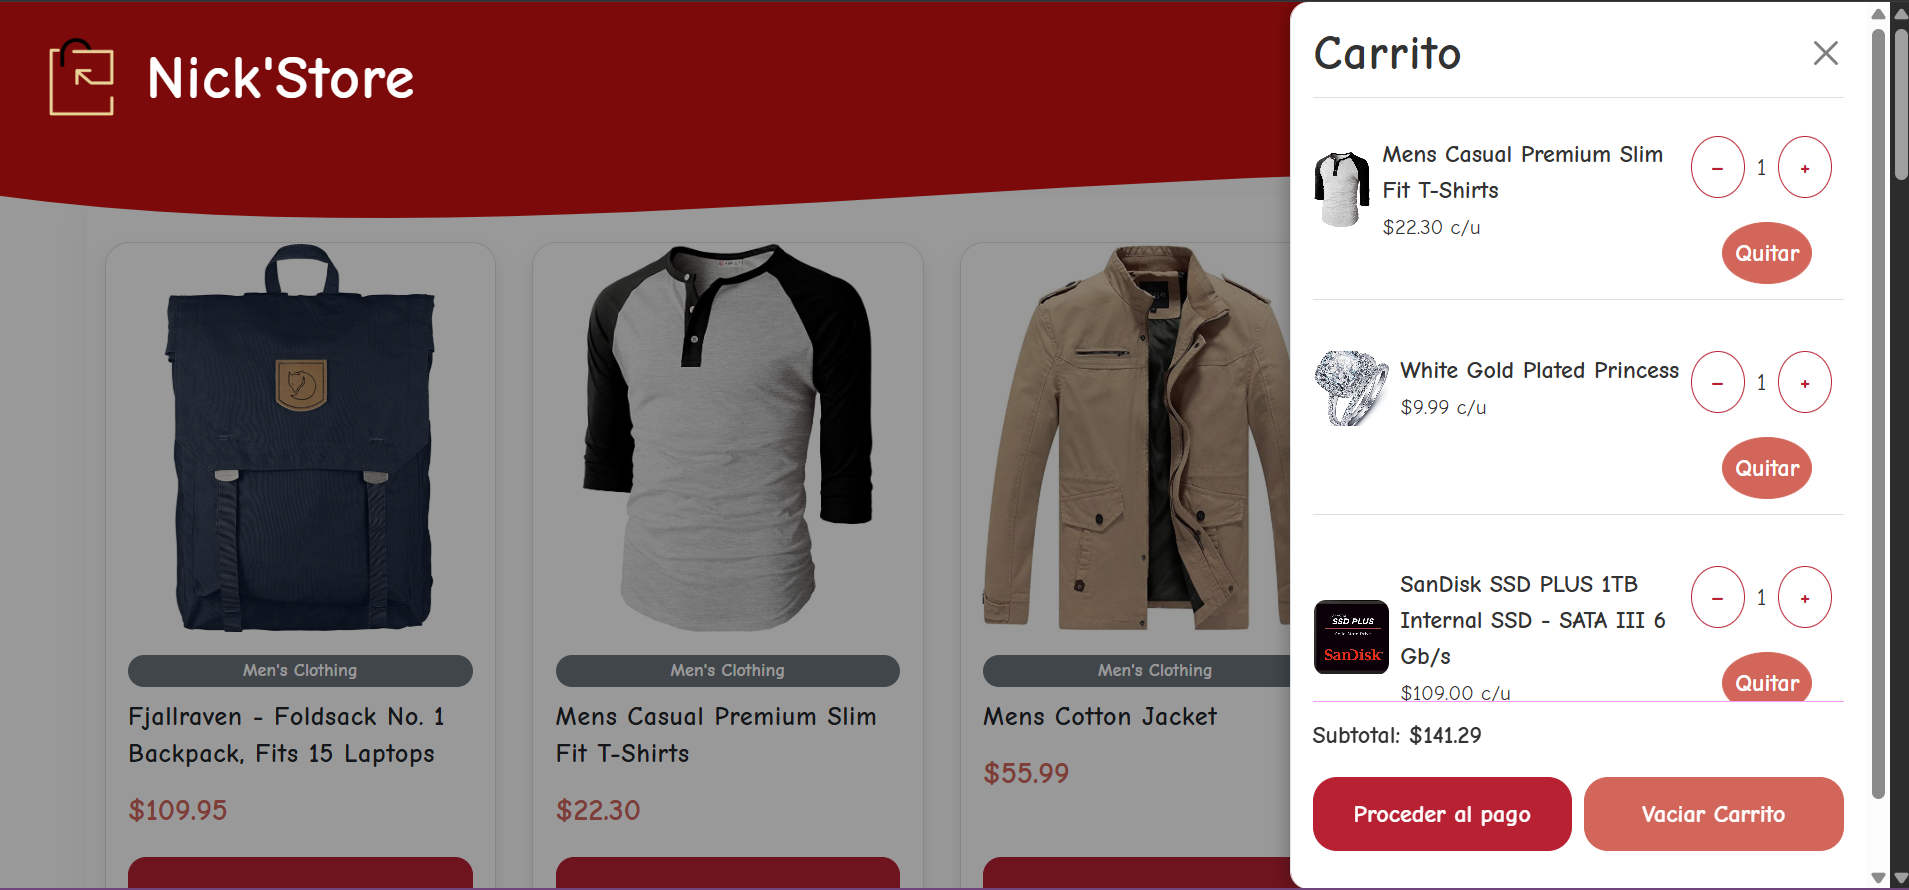 Nick'Store
Men's Clothing
Fjallraven - Foldsack No. 1
Backpack, Fits 15 Laptops
$109.95
Men's Clothing
Mens Casual Premium Slim
Fit T-Shirts
$22.30
Men's Clothing
Mens Cotton Jacket
$55.99
Carrito
Mens Casual Premium Slim
Fit T-Shirts
$22.30 c/u
− 1 +
Quitar
White Gold Plated Princess
$9.99 c/u
− 1 +
Quitar
SSD PLUS
SanDisk
SanDisk SSD PLUS 1TB
Internal SSD - SATA III 6
Gb/s
$109.00 c/u
− 1 +
Quitar
Subtotal: $141.29
Proceder al pago
Vaciar Carrito